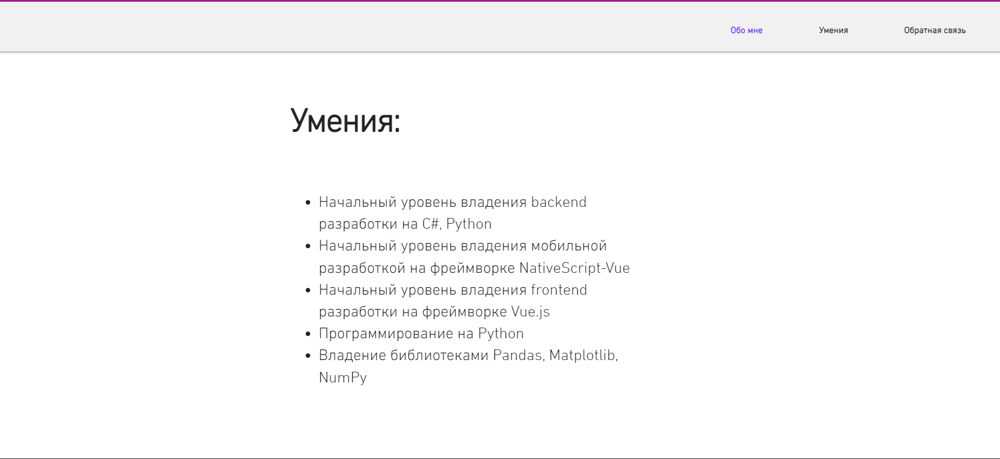 Обо мне
Умения
Обратная связь
Умения:
Начальный уровень владения backend
разработки на C#, Python
Начальный уровень владения мобильной
разработкой на фреймворке NativeScript-Vue
Начальный уровень владения frontend
разработки на фреймворке Vue.js
Программирование на Python
Владение библиотеками Pandas, Matplotlib,
NumPy